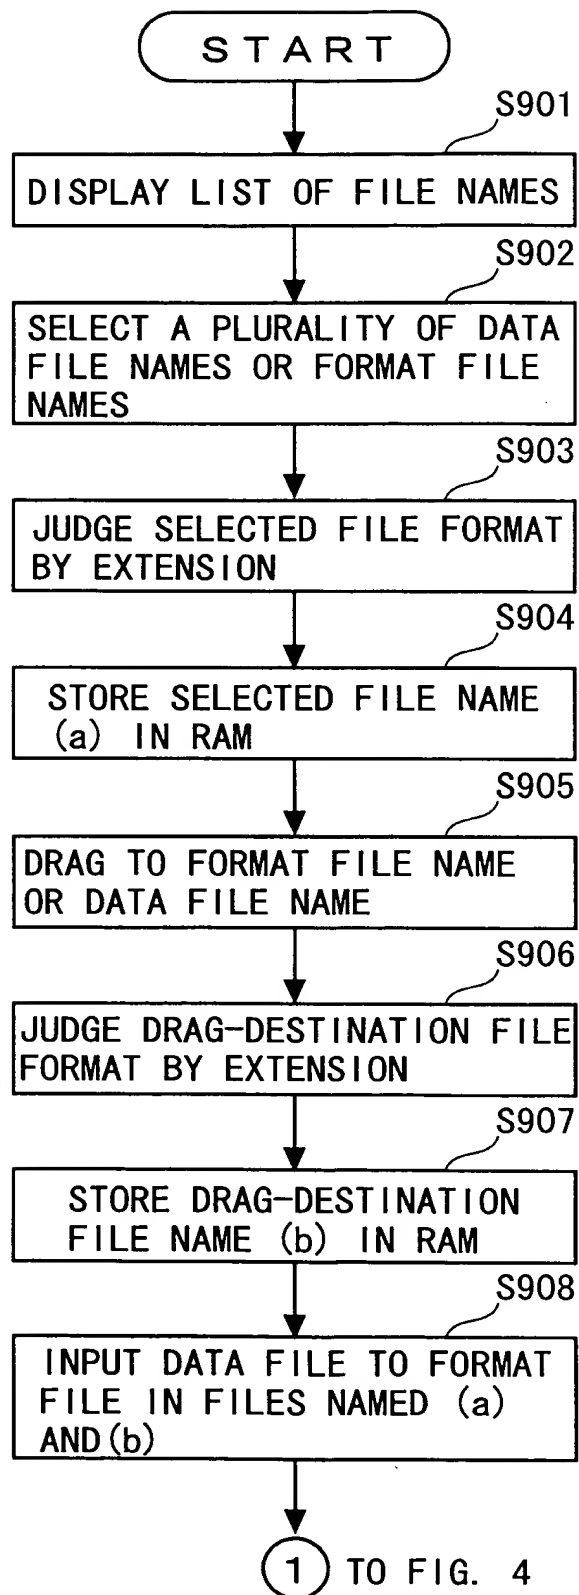 START
S901
DISPLAY LIST OF FILE NAMES
S902
SELECT A PLURALITY OF DATA
FILE NAMES OR FORMAT FILE
NAMES
S903
JUDGE SELECTED FILE FORMAT
BY EXTENSION
S904
STORE SELECTED FILE NAME
(a) IN RAM
S905
DRAG TO FORMAT FILE NAME
OR DATA FILE NAME
S906
JUDGE DRAG-DESTINATION FILE
FORMAT BY EXTENSION
S907
STORE DRAG-DESTINATION
FILE NAME (b) IN RAM
S908
INPUT DATA FILE TO FORMAT
FILE IN FILES NAMED (a)
AND(b)
1 TO FIG. 4